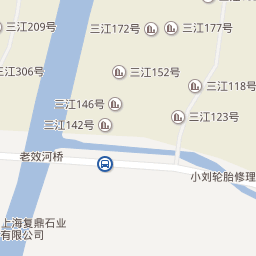 三江209号
三江172号
三江177号
三江306号
三江152号
三江118号
三江146号
三江142号
三江123号
老效河桥
小刘轮胎修理
上海复鼎石业
有限公司